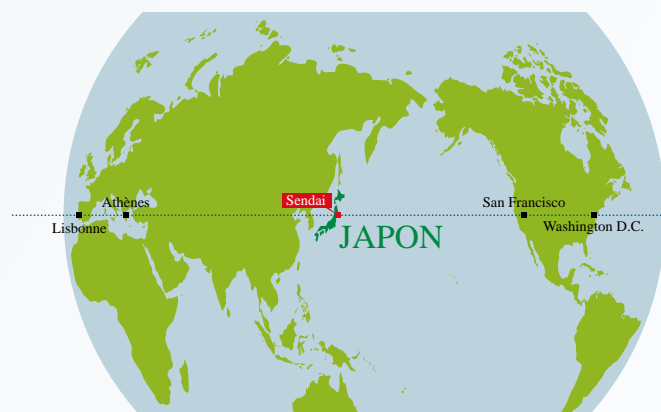 Athènes
Sendai
San Francisco
Lisbonne
Washington D.C.
JAPON